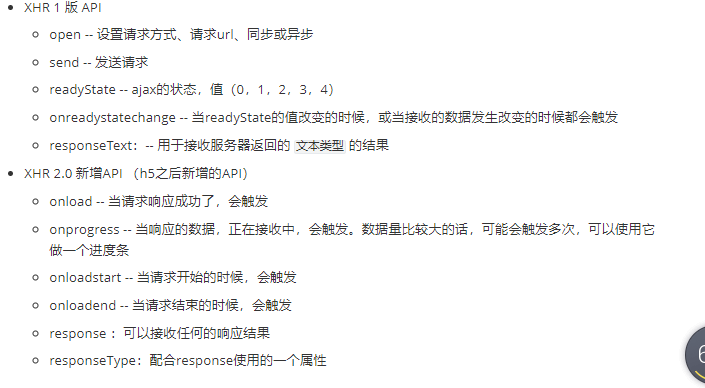 XHR 1 版 API
open -- 设置请求方式、请求url、同步或异步
send -- 发送请求
readyState -- ajax的状态，值（0，1，2，3，4）
onreadystatechange -- 当readyState的值改变的时候，或当接收的数据发生改变的时候都会触发
responseText：-- 用于接收服务器返回的 文本类型 的结果
XHR 2.0 新增API （h5之后新增的API）
onload -- 当请求响应成功了，会触发
onprogress -- 当响应的数据，正在接收中，会触发。数据量比较大的话，可能会触发多次，可以使用它
做一个进度条
onloadstart -- 当请求开始的时候，会触发
onloadend -- 当请求结束的时候，会触发
response ：可以接收任何的响应结果
responseType：配合response使用的一个属性